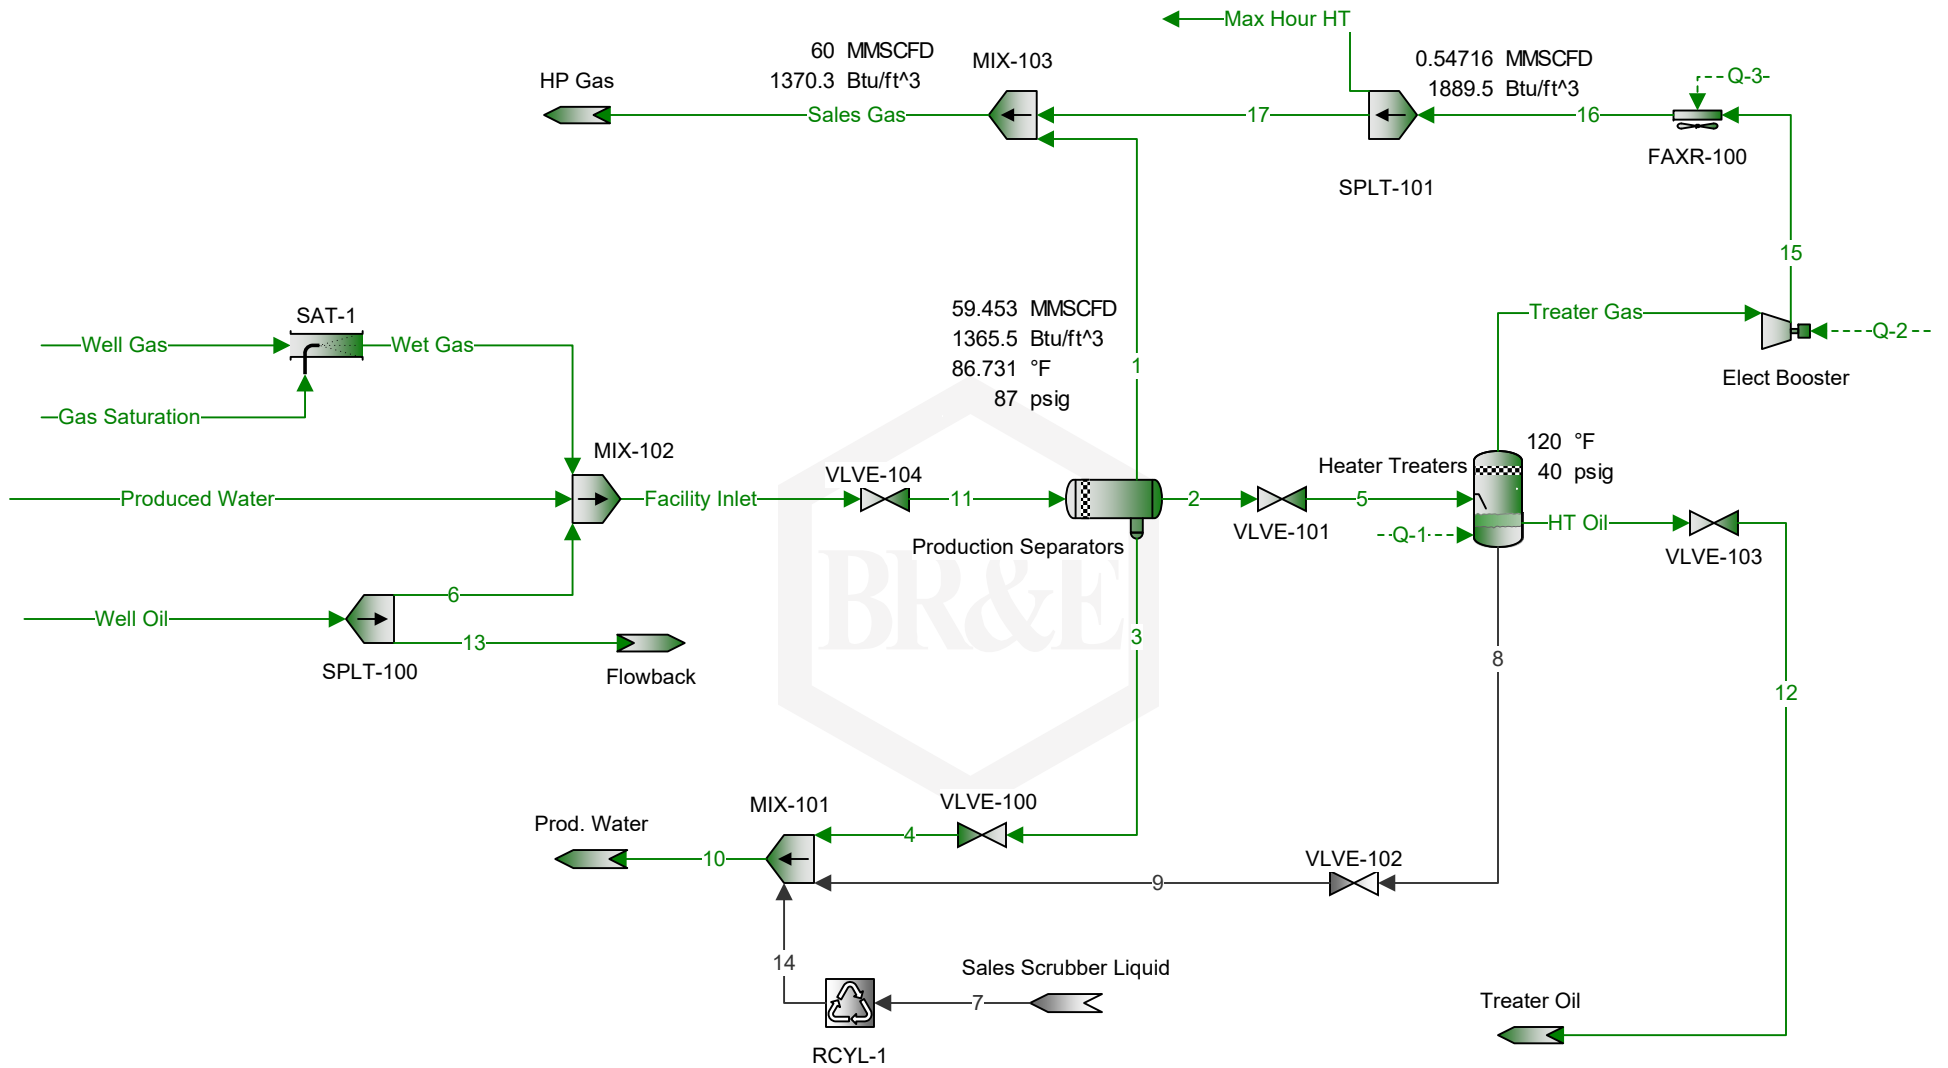 Max Hour HT
60 MMSCFD
1370.3 Btu/ft^3
MIX-103
0.54716 MMSCFD
1889.5 Btu/ft^3
Q-3
HP Gas
Sales Gas
17
16
FAXR-100
SPLT-101
15
59.453 MMSCFD
1365.5 Btu/ft^3
86.731 °F
87 psig
1
Treater Gas
Q-2
Elect Booster
SAT-1
Well Gas
Wet Gas
Gas Saturation
MIX-102
VLVE-104
Heater Treaters
120 °F
40 psig
Produced Water
Facility Inlet
11
2
5
VLVE-101
HT Oil
Q-1
VLVE-103
Production Separators
BR&E
6
Well Oil
13
SPLT-100
Flowback
3
8
12
MIX-101
VLVE-100
Prod. Water
10
4
VLVE-102
9
14
Sales Scrubber Liquid
7
RCYL-1
Treater Oil